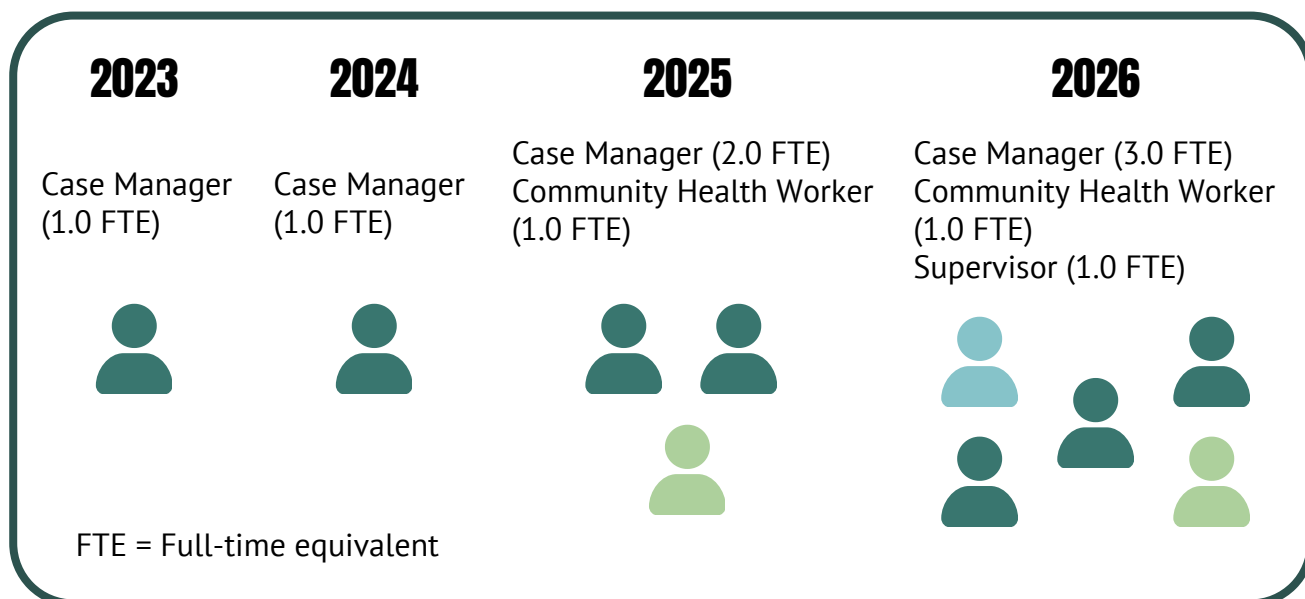 2023
Case Manager
(1.0 FTE)
2024
Case Manager
(1.0 FTE)
2025
Case Manager (2.0 FTE)
Community Health Worker
(1.0 FTE)
2026
Case Manager (3.0 FTE)
Community Health Worker
(1.0 FTE)
Supervisor (1.0 FTE)
FTE = Full-time equivalent